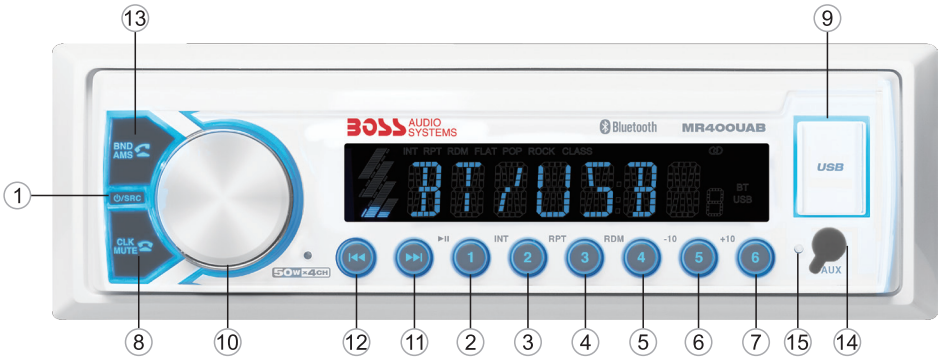 13
9
BOSS AUDIO SYSTEMS
Bluetooth
MR400UAB
BND
AMS
INT RPT RDM FLAT POP ROCK CLASS
USB
BT/USB
BT
USB
1
/SRC
CLK
MUTE
INT
RPT
RDM
-10
+10
1
2
3
4
5
6
50W×4CH
AUX
8
10
12
11
2
3
4
5
6
7
15
14